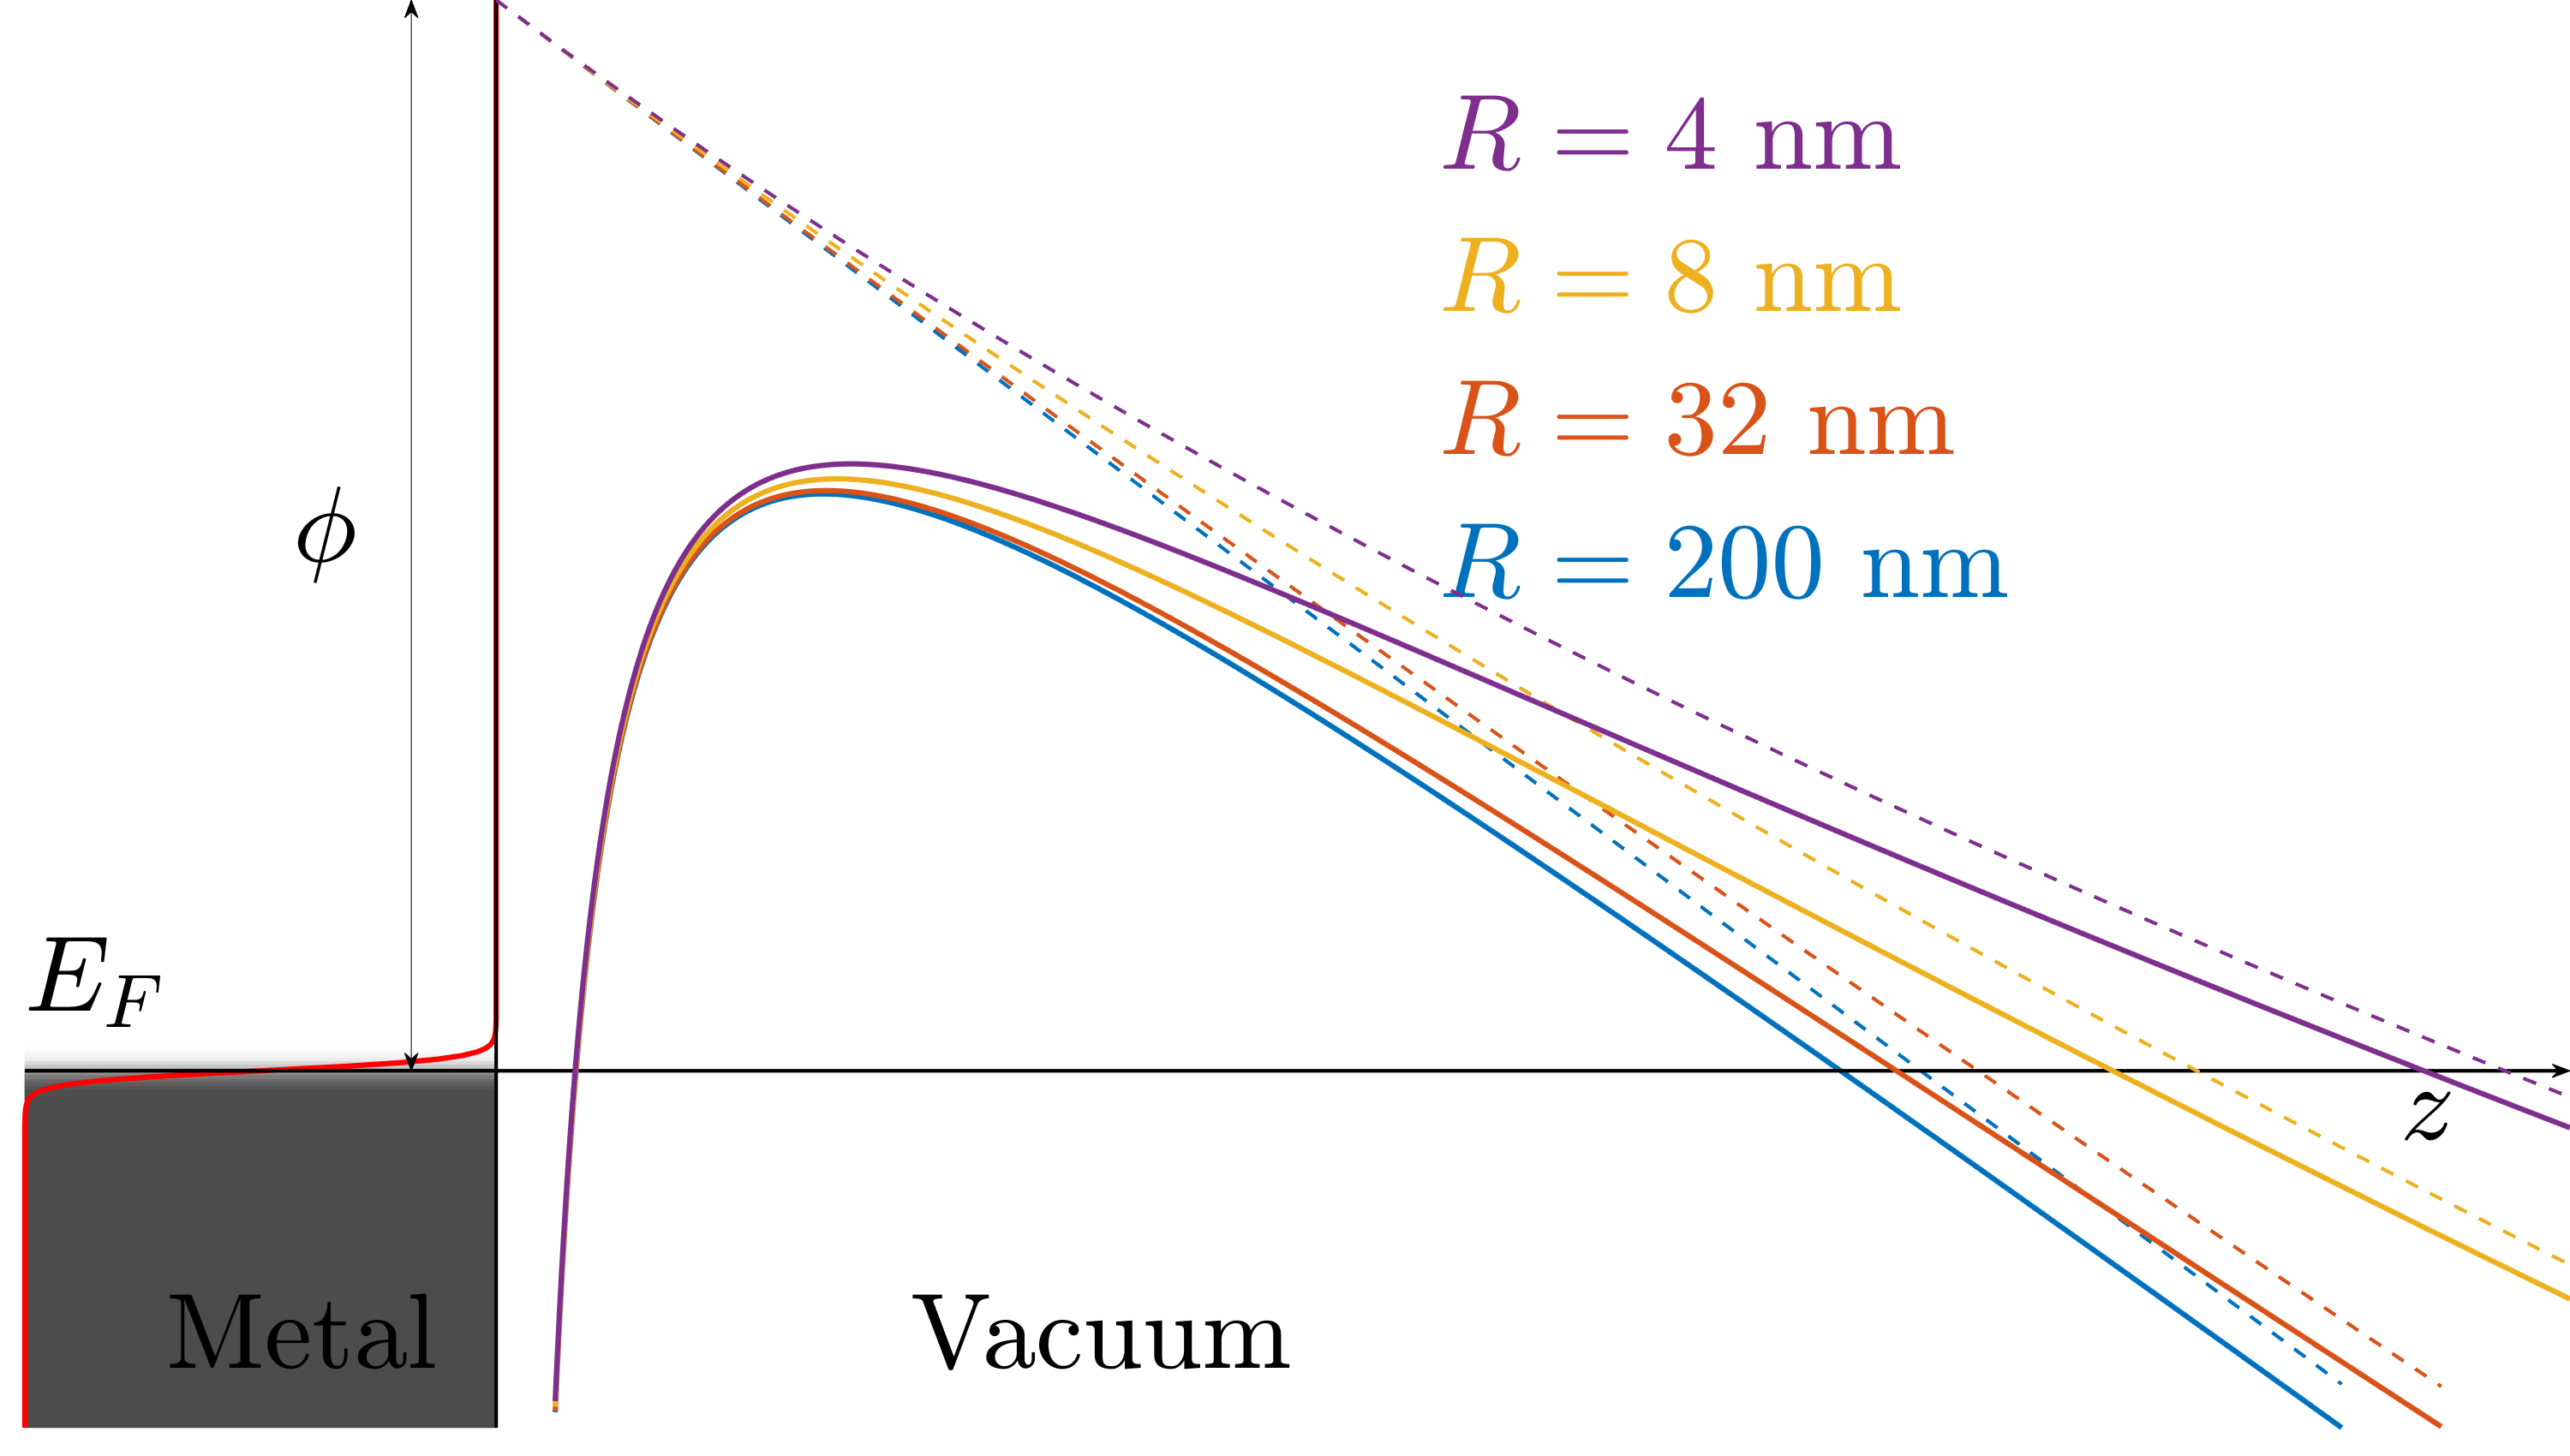 R = 4 nm
R = 8 nm
R = 32 nm
R = 200 nm
ϕ
E_F
z
Metal
Vacuum